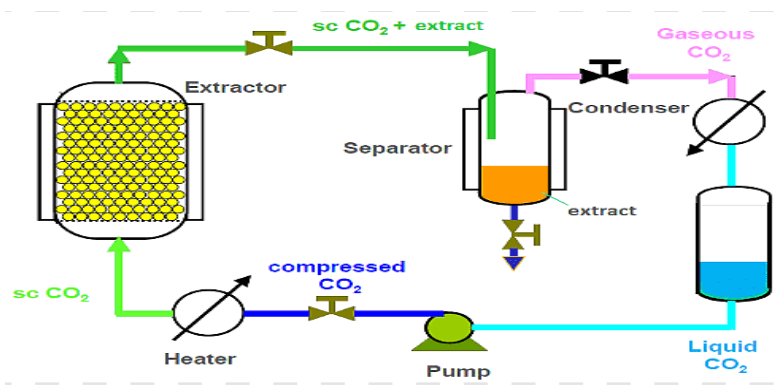 sc CO₂ + extract
Gaseous
CO₂
Extractor
Condenser
Separator
extract
compressed
CO₂
sc CO₂
Heater
Pump
Liquid
CO₂